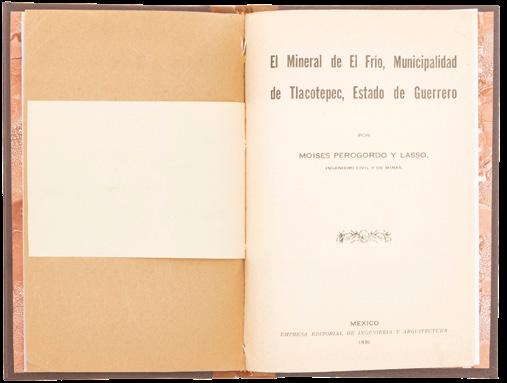 El Mineral de El Frío, Municipalidad
de Tlacotepec, Estado de Guerrero
POR
MOISES PEROGORDO Y LASSO,
INGENIERO CIVIL Y DE MINAS.
MEXICO
EMPRESA EDITORIAL DE INGENIERIA Y ARQUITECTURA